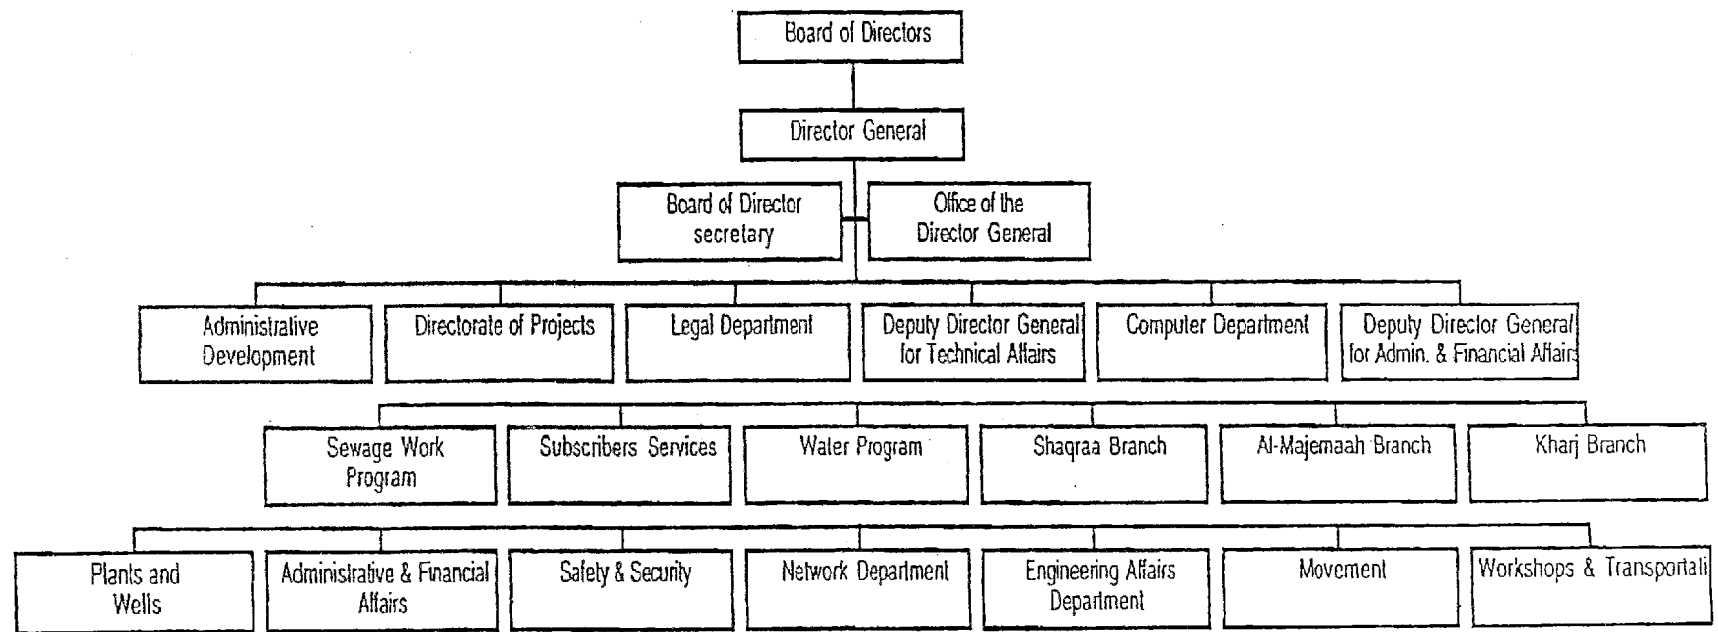 Board of Directors
Director General
Board of Director
secretary
Office of the
Director General
Administrative
Development
Directorate of Projects
Legal Department
Deputy Director General
for Technical Affairs
Computer Department
Deputy Director General
for Admin. & Financial Affairs
Sewage Work
Program
Subscribers Services
Water Program
Shaqraa Branch
Al-Majemaah Branch
Kharj Branch
Plants and
Wells
Administrative & Financial
Affairs
Safety & Security
Network Department
Engineering Affairs
Department
Movement
Workshops & Transportati